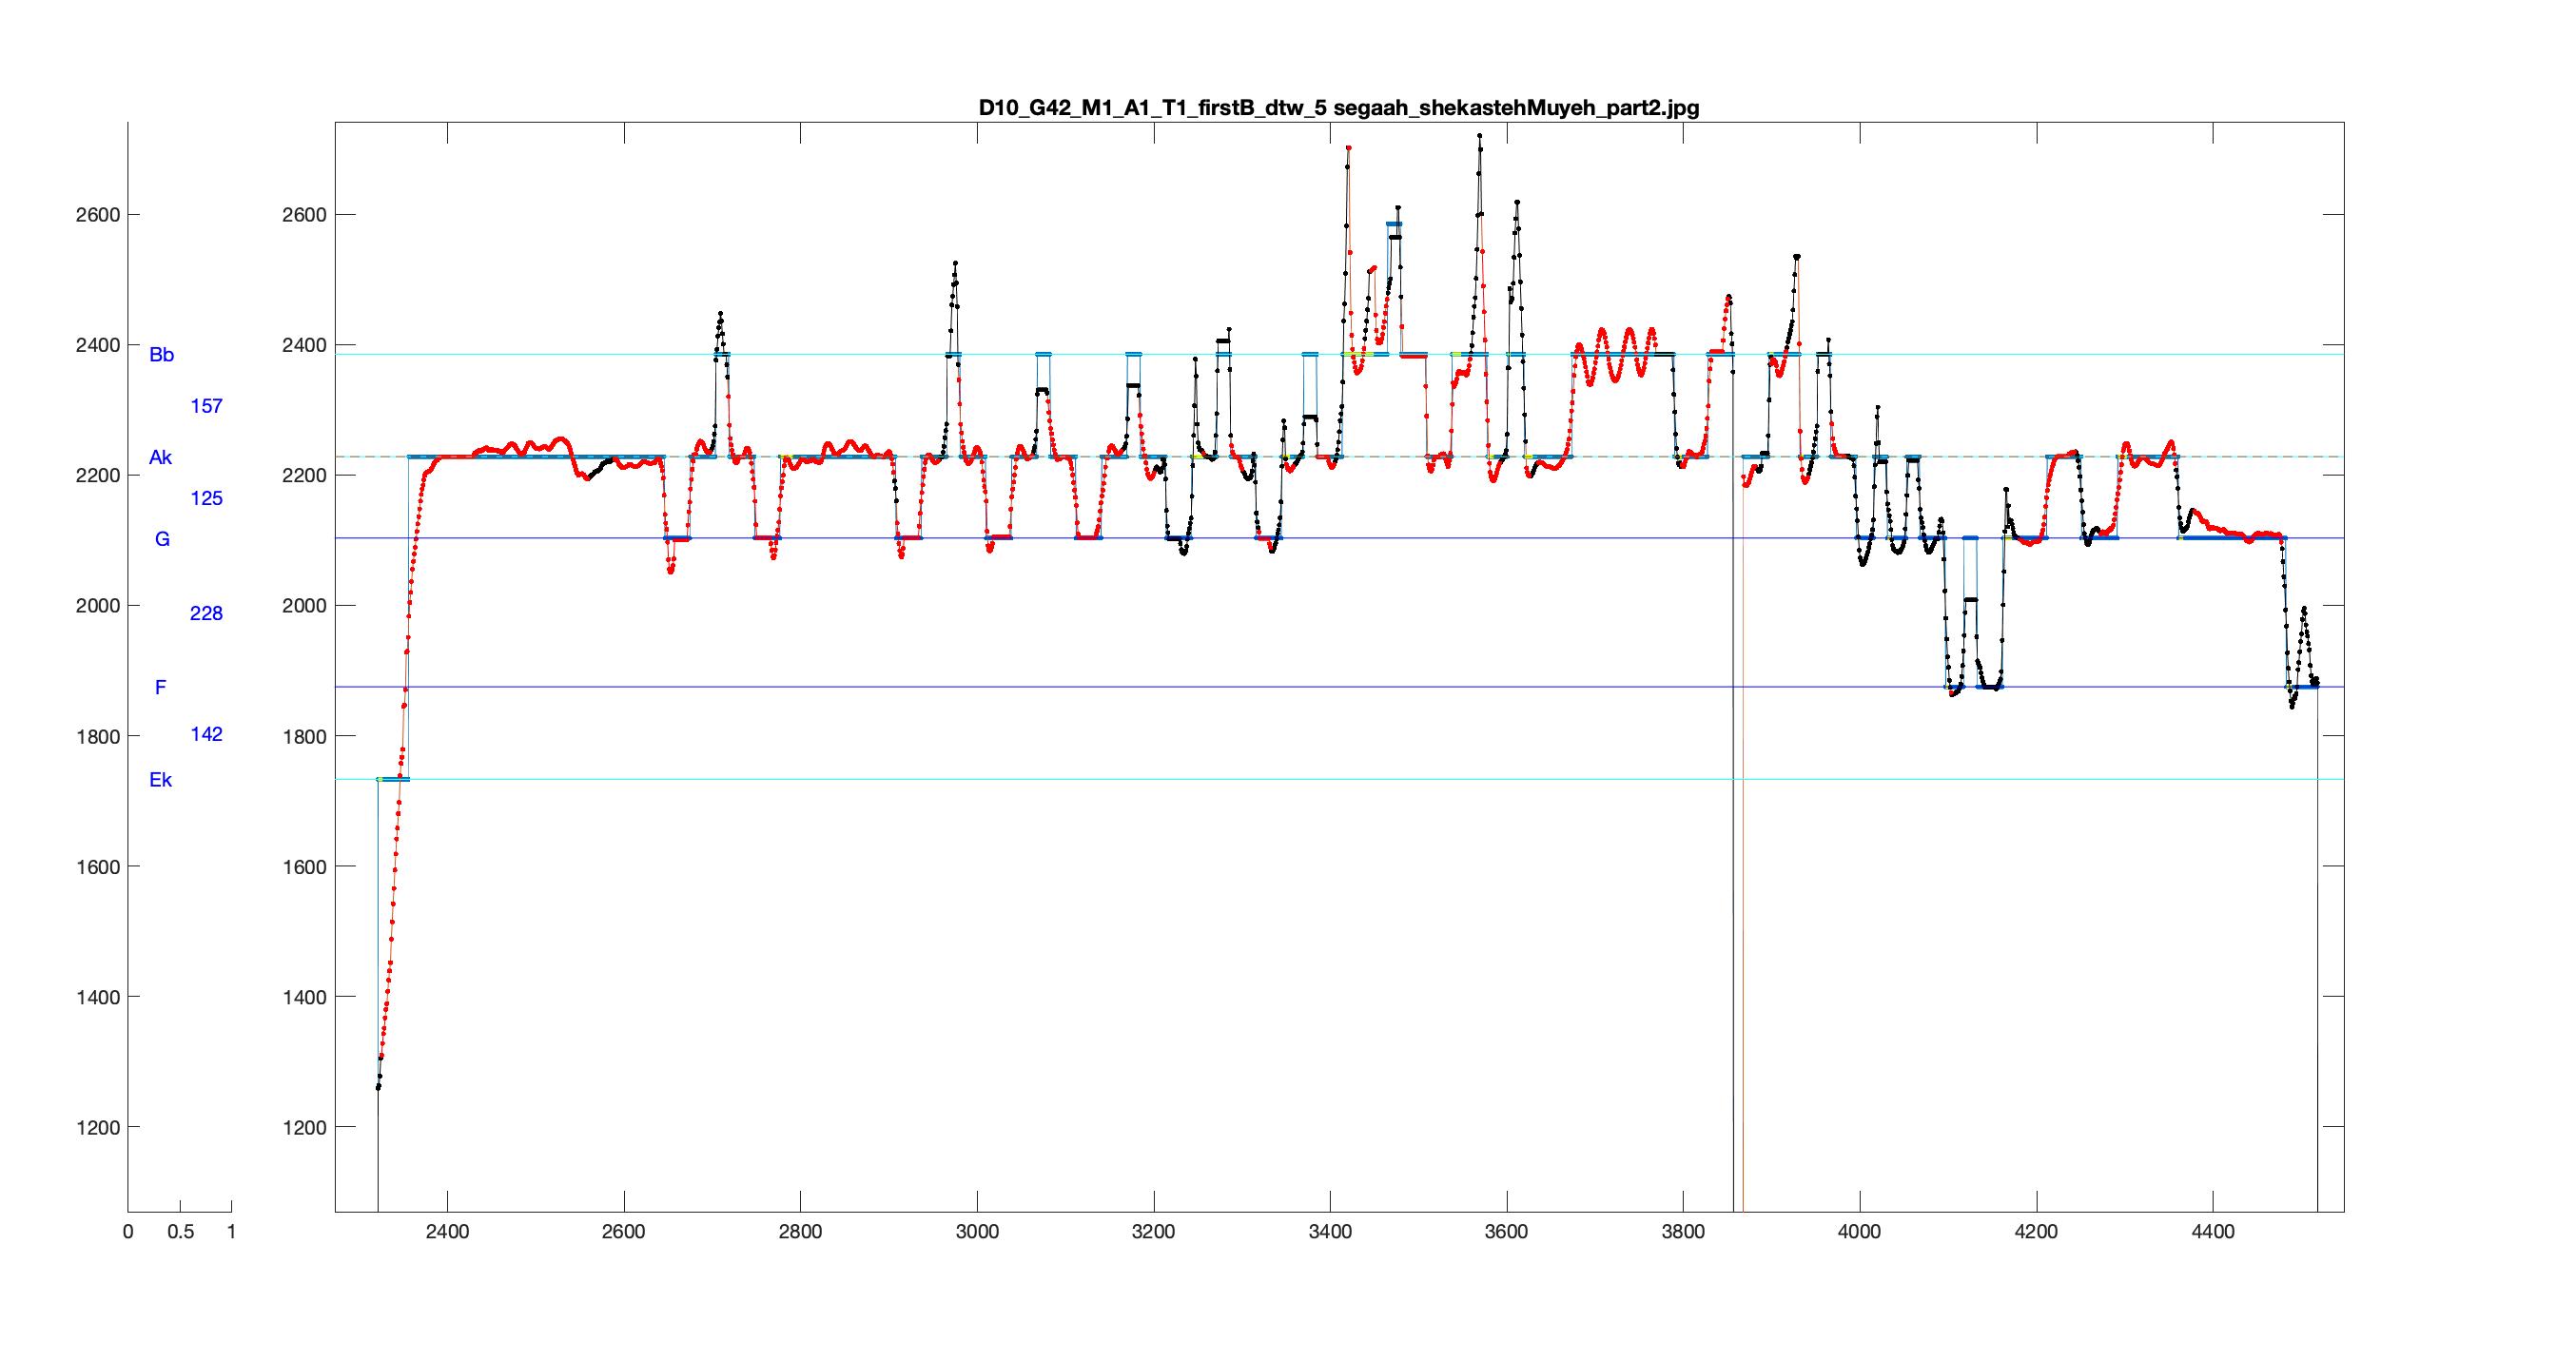 D10_G42_M1_A1_T1_firstB_dtw_5 segaah_shekastehMuyeh_part2.jpg
2600 2600
2400 Bb 2400
157
Ak
2200 125 2200
G
2000 228 2000
F
1800 142 1800
Ek
1600 1600
1400 1400
1200 1200
0 0.5 1 2400 2600 2800 3000 3200 3400 3600 3800 4000 4200 4400